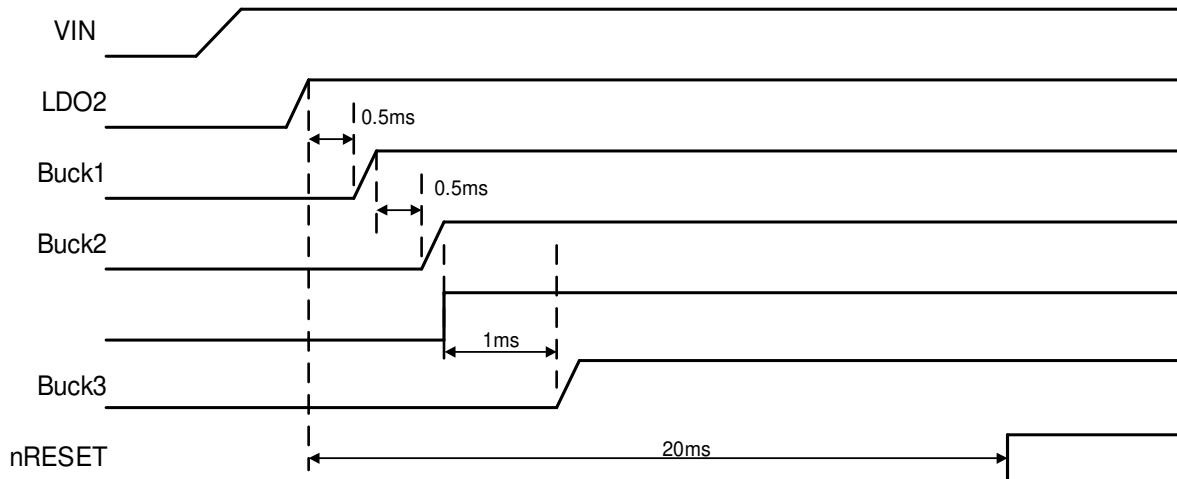 VIN
LDO2
0.5ms
Buck1
0.5ms
Buck2
1ms
Buck3
20ms
nRESET